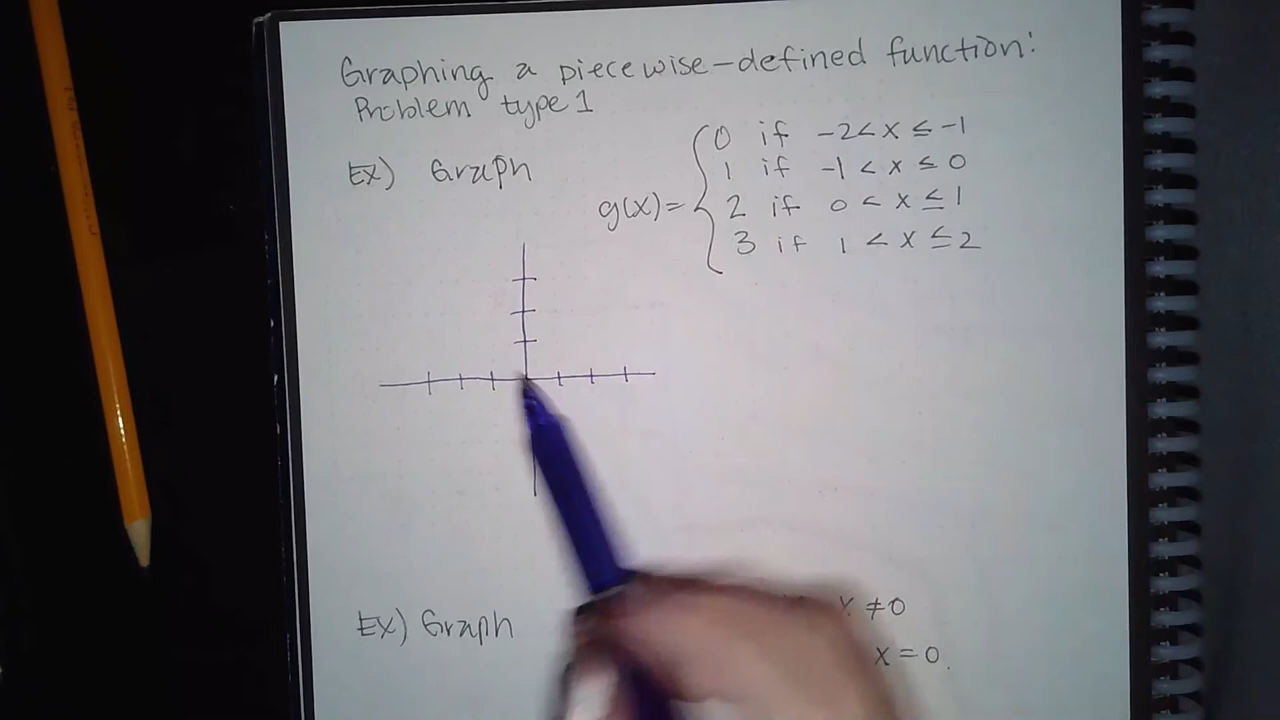 Graphing a piecewise-defined function:
Problem type 1
Ex) Graph
g(x)= { 0 if -2 < x ≤ -1
1 if -1 < x ≤ 0
2 if 0 < x ≤ 1
3 if 1 < x ≤ 2
Ex) Graph
x ≠ 0
x = 0.